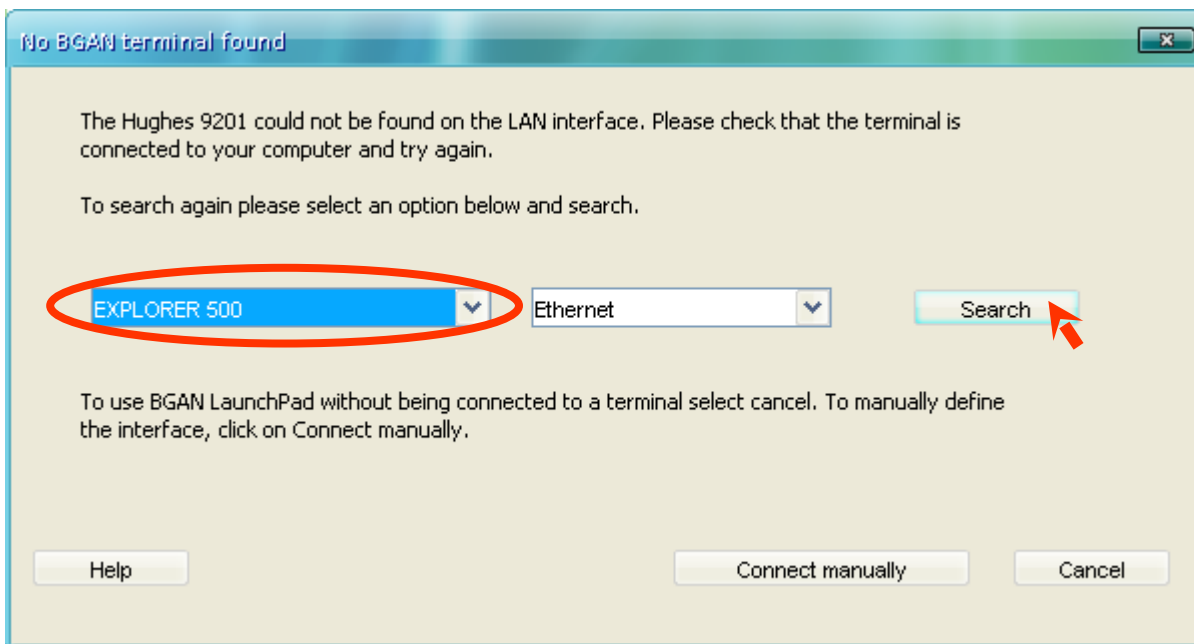 No BGAN terminal found
The Hughes 9201 could not be found on the LAN interface. Please check that the terminal is
connected to your computer and try again.
To search again please select an option below and search.
EXPLORER 500 Ethernet Search
To use BGAN LaunchPad without being connected to a terminal select cancel. To manually define
the interface, click on Connect manually.
Help Connect manually Cancel